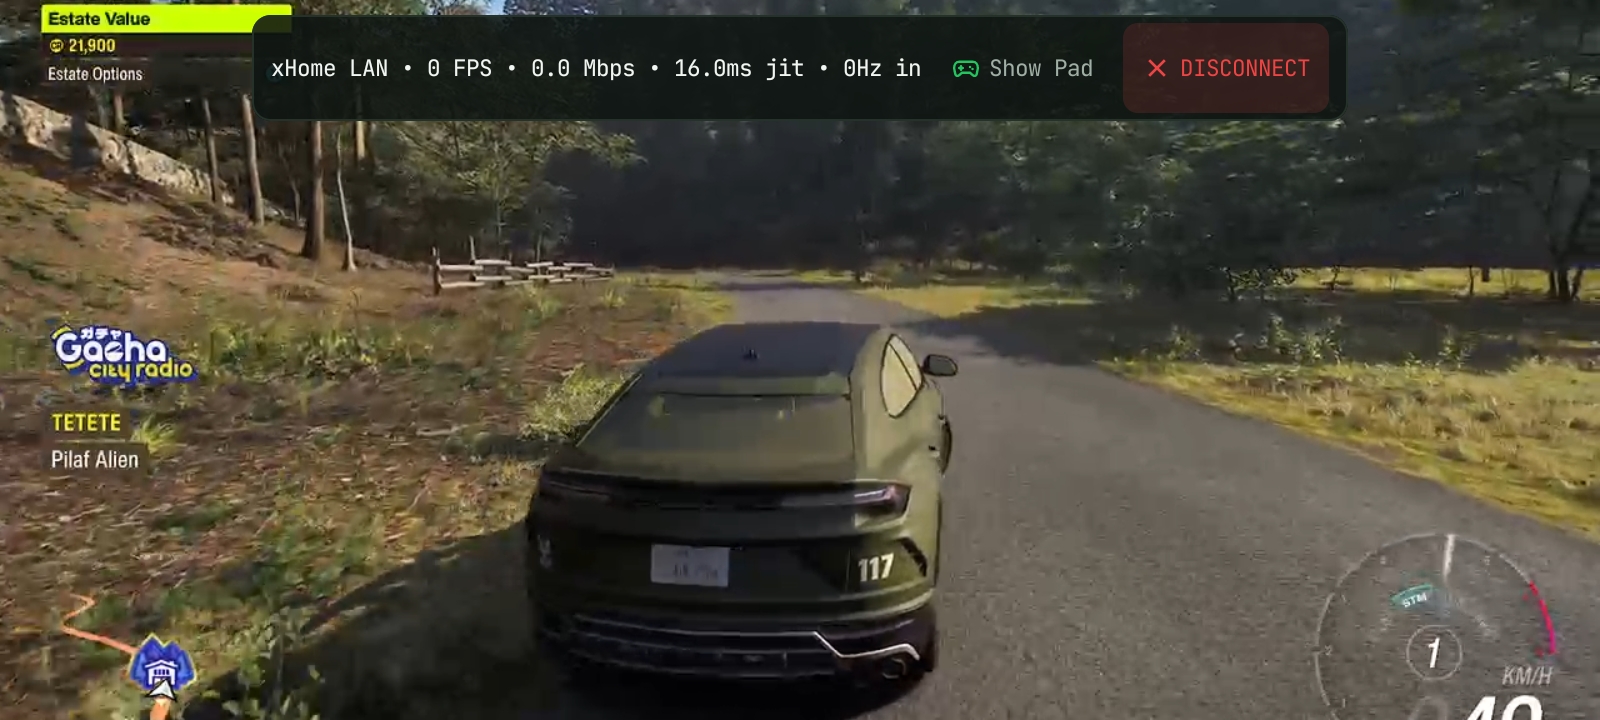 Estate Value
CR 21,900
Estate Options
xHome LAN • 0 FPS • 0.0 Mbps • 16.0ms jit • 0Hz in
Show Pad
DISCONNECT
ガチャ
Gacha
city radio
TETETE
Pilaf Alien
117
STM
1
KM/H